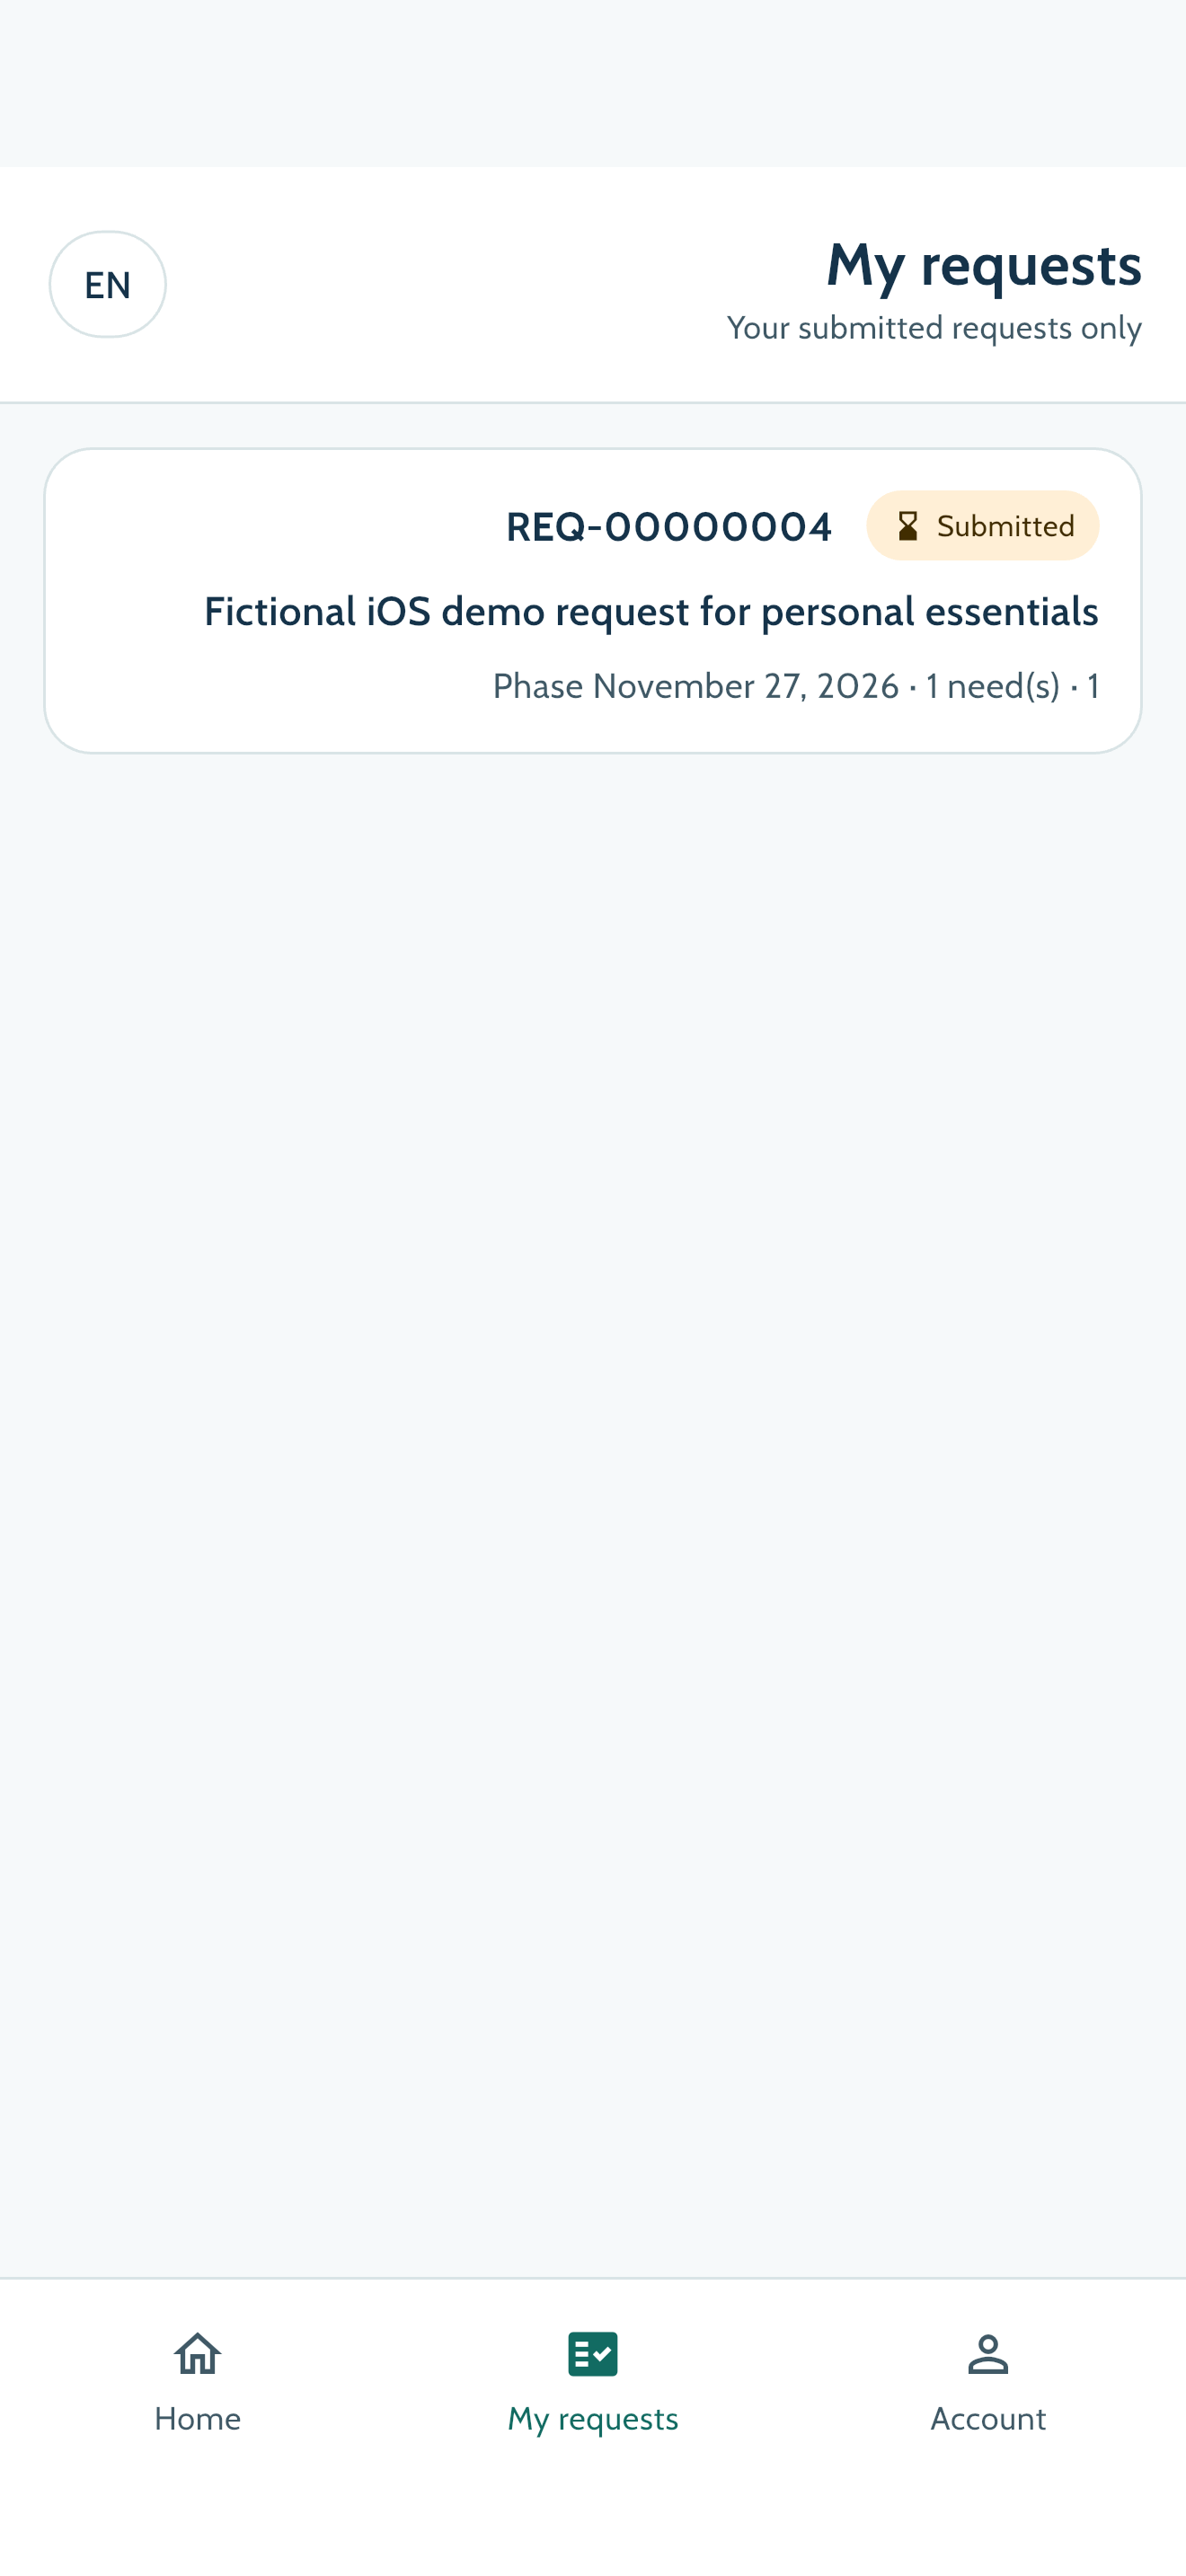 EN
My requests
Your submitted requests only
REQ-00000004 Submitted
Fictional iOS demo request for personal essentials
Phase November 27, 2026 · 1 need(s) · 1
Home
My requests
Account